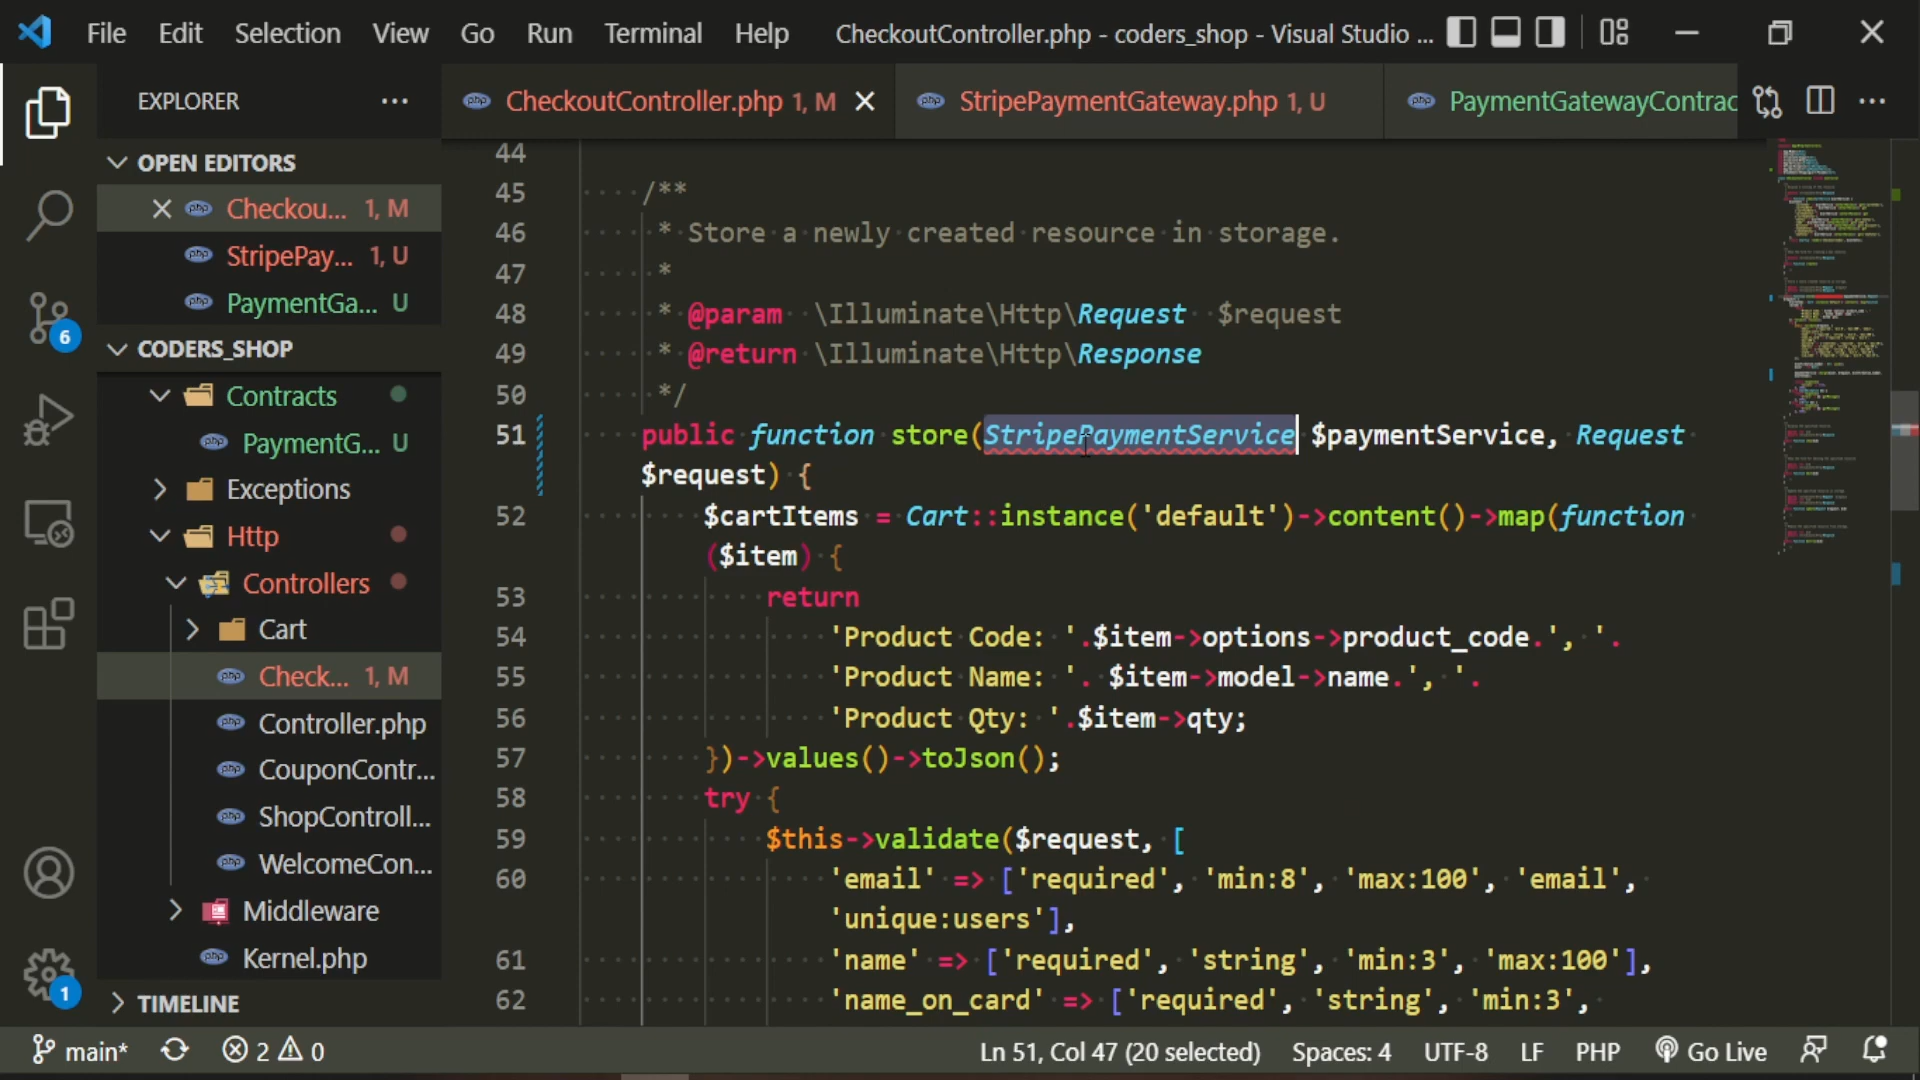 File Edit Selection View Go Run Terminal Help CheckoutController.php - coders_shop - Visual Studio ...
EXPLORER ...
CheckoutController.php 1, M
StripePaymentGateway.php 1, U
PaymentGatewayContrac
OPEN EDITORS
Checkou... 1, M
StripePay... 1, U
PaymentGa... U
CODERS_SHOP
Contracts
PaymentG... U
Exceptions
Http
Controllers
Cart
Check... 1, M
Controller.php
CouponContr...
ShopControll...
WelcomeCon...
Middleware
Kernel.php
TIMELINE
6
1
44
45 /**
46 * Store a newly created resource in storage.
47 *
48 * @param \Illuminate\Http\Request $request
49 * @return \Illuminate\Http\Response
50 */
51 public function store(StripePaymentService $paymentService, Request
$request) {
52 $cartItems = Cart::instance('default')->content()->map(function
($item) {
53 return
54 'Product Code: '.$item->options->product_code.', '.
55 'Product Name: '. $item->model->name.', '.
56 'Product Qty: '.$item->qty;
57 })->values()->toJson();
58 try {
59 $this->validate($request, [
60 'email' => ['required', 'min:8', 'max:100', 'email',
'unique:users'],
61 'name' => ['required', 'string', 'min:3', 'max:100'],
62 'name_on_card' => ['required', 'string', 'min:3',
main* 2 0 Ln 51, Col 47 (20 selected) Spaces: 4 UTF-8 LF PHP Go Live